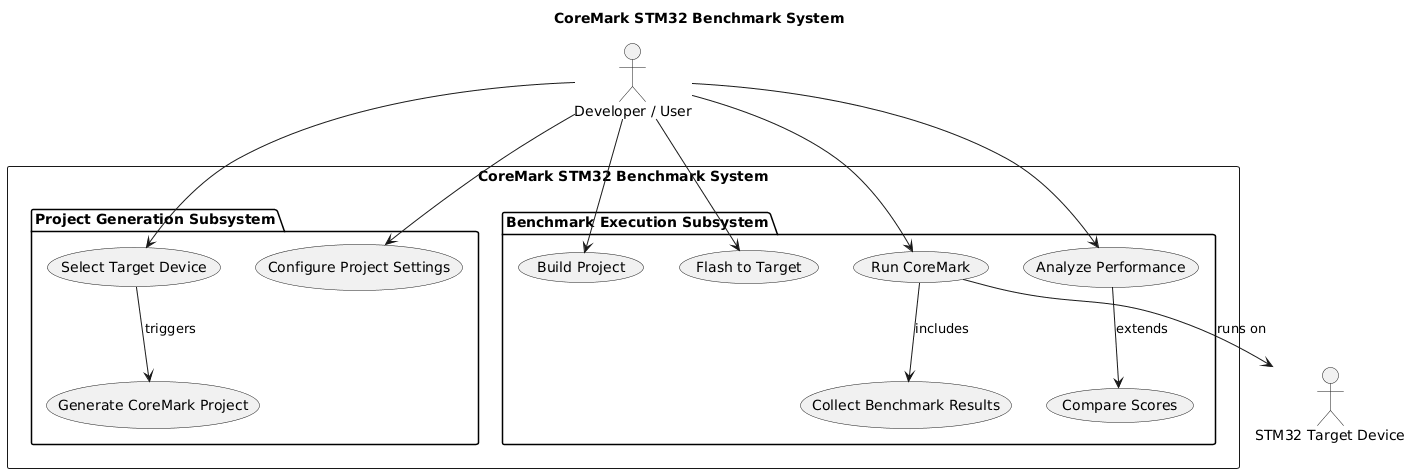 CoreMark STM32 Benchmark System
Developer / User
CoreMark STM32 Benchmark System
Project Generation Subsystem
Benchmark Execution Subsystem
Select Target Device
Configure Project Settings
Build Project
Flash to Target
Run CoreMark
Analyze Performance
triggers
includes
extends
runs on
Generate CoreMark Project
Collect Benchmark Results
Compare Scores
STM32 Target Device